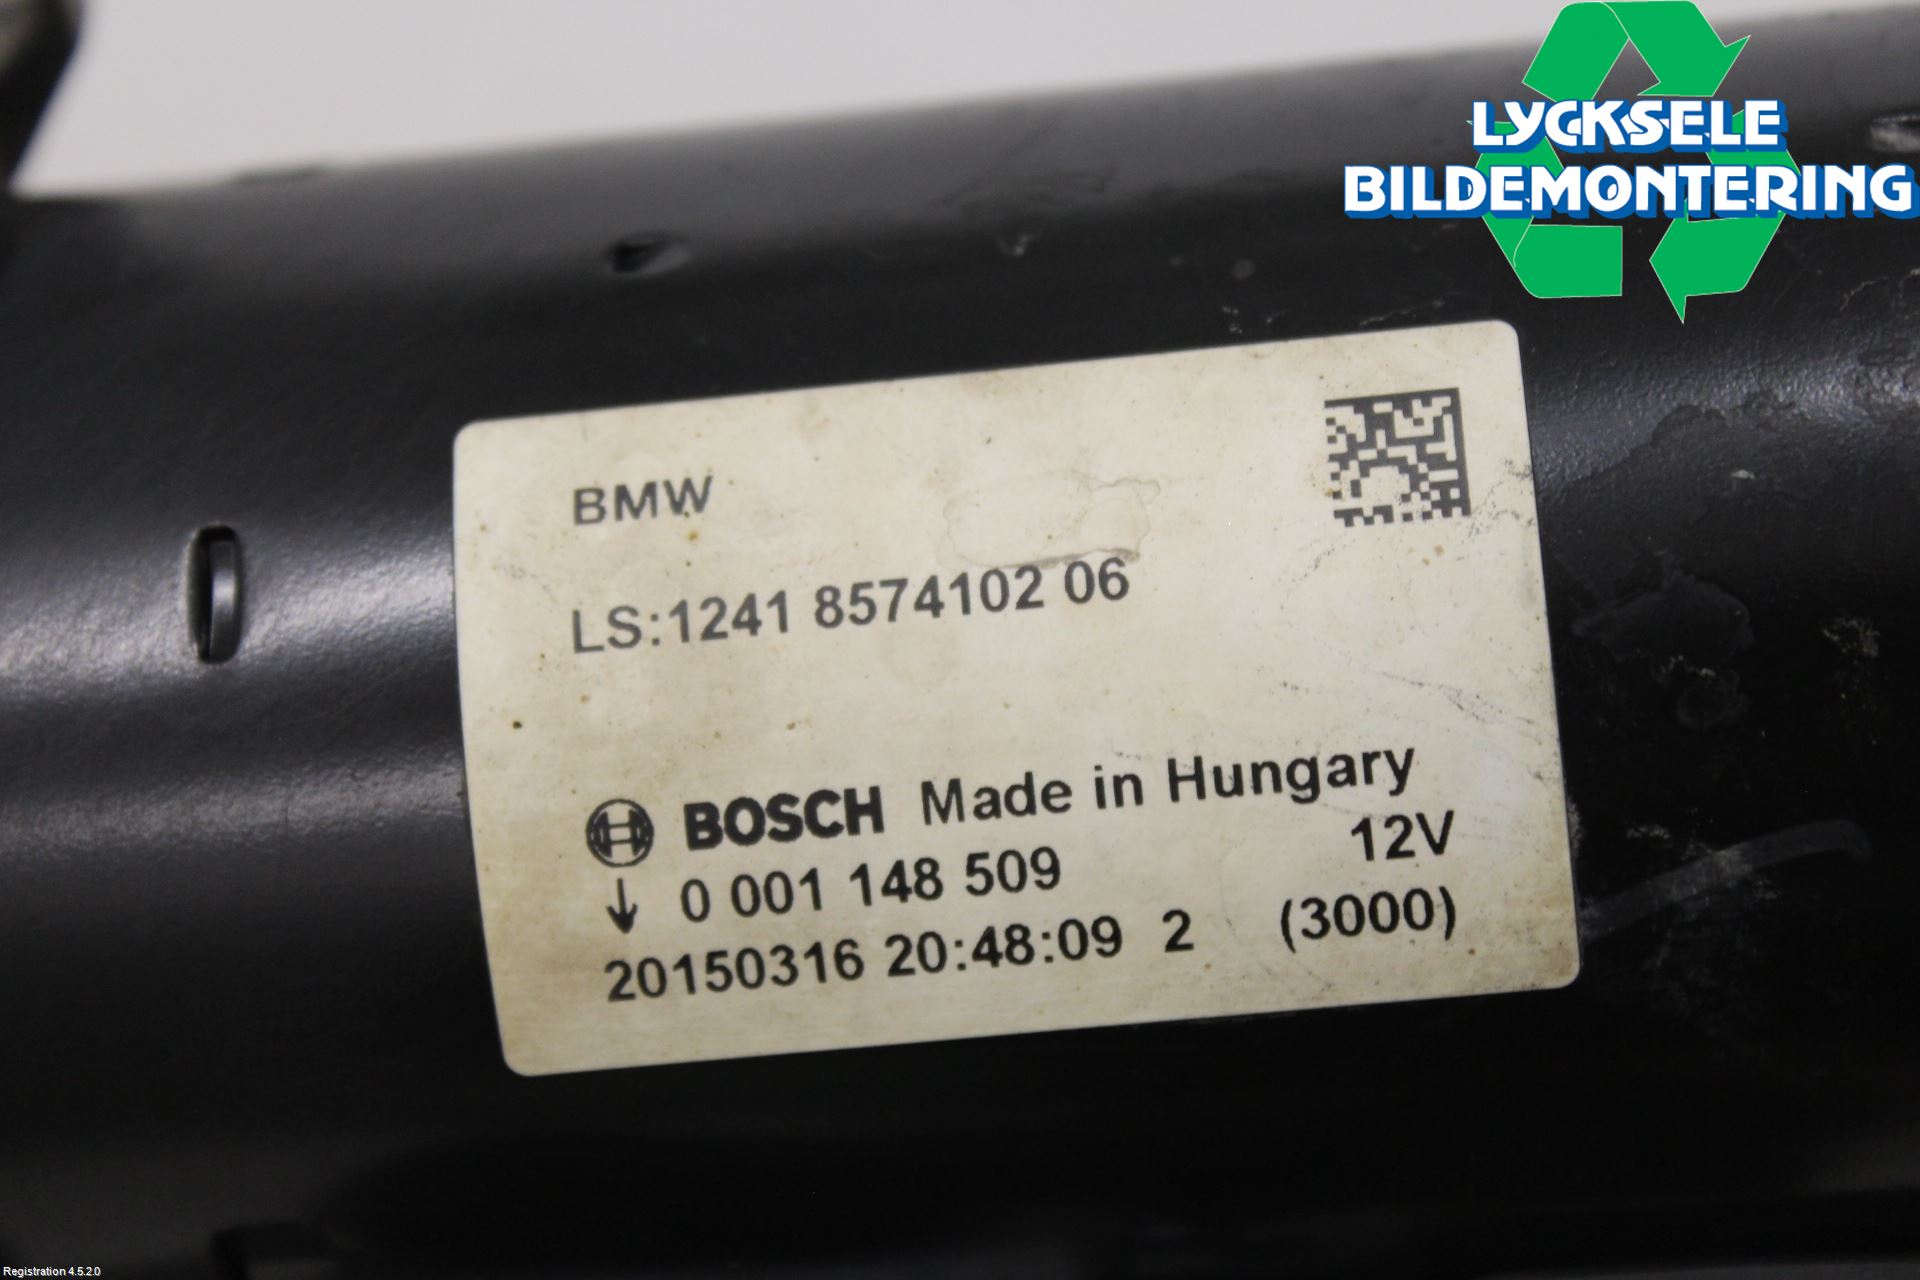 LYCKSELE
BILDEMONTERING
BMW
LS:1241 8574102 06
BOSCH Made in Hungary
0 001 148 509 12V
20150316 20:48:09 2 (3000)
Registration 4.5.2.0